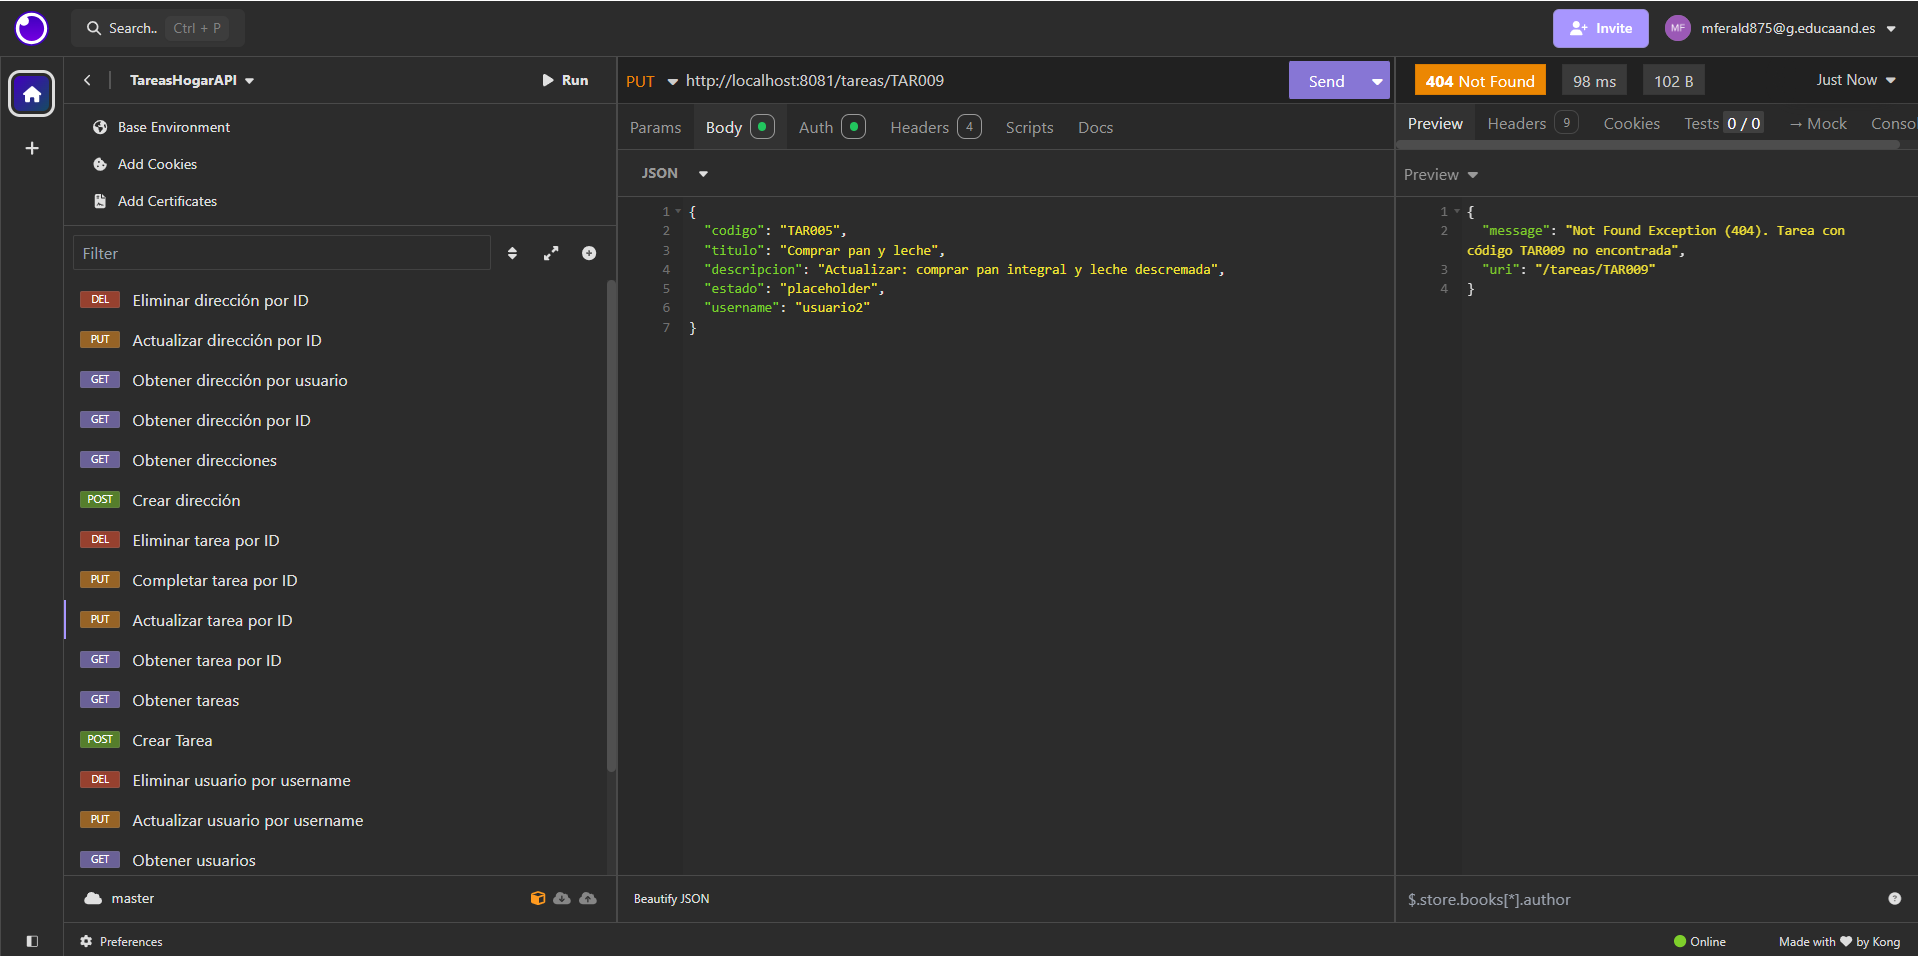 Search.. Ctrl + P
Invite
MF mferald875@g.educaand.es
TareasHogarAPI
Run
Base Environment
Add Cookies
Add Certificates
Filter
DEL Eliminar dirección por ID
PUT Actualizar dirección por ID
GET Obtener dirección por usuario
GET Obtener dirección por ID
GET Obtener direcciones
POST Crear dirección
DEL Eliminar tarea por ID
PUT Completar tarea por ID
PUT Actualizar tarea por ID
GET Obtener tarea por ID
GET Obtener tareas
POST Crear Tarea
DEL Eliminar usuario por username
PUT Actualizar usuario por username
GET Obtener usuarios
master
Preferences
PUT http://localhost:8081/tareas/TAR009 Send
Params Body Auth Headers 4 Scripts Docs
JSON
1 {
2 "codigo": "TAR005",
3 "titulo": "Comprar pan y leche",
4 "descripcion": "Actualizar: comprar pan integral y leche descremada",
5 "estado": "placeholder",
6 "username": "usuario2"
7 }
Beautify JSON
404 Not Found 98 ms 102 B Just Now
Preview Headers 9 Cookies Tests 0 / 0 → Mock Conso
Preview
1 {
2 "message": "Not Found Exception (404). Tarea con
código TAR009 no encontrada",
3 "uri": "/tareas/TAR009"
4 }
$.store.books[*].author
Online
Made with ❤ by Kong